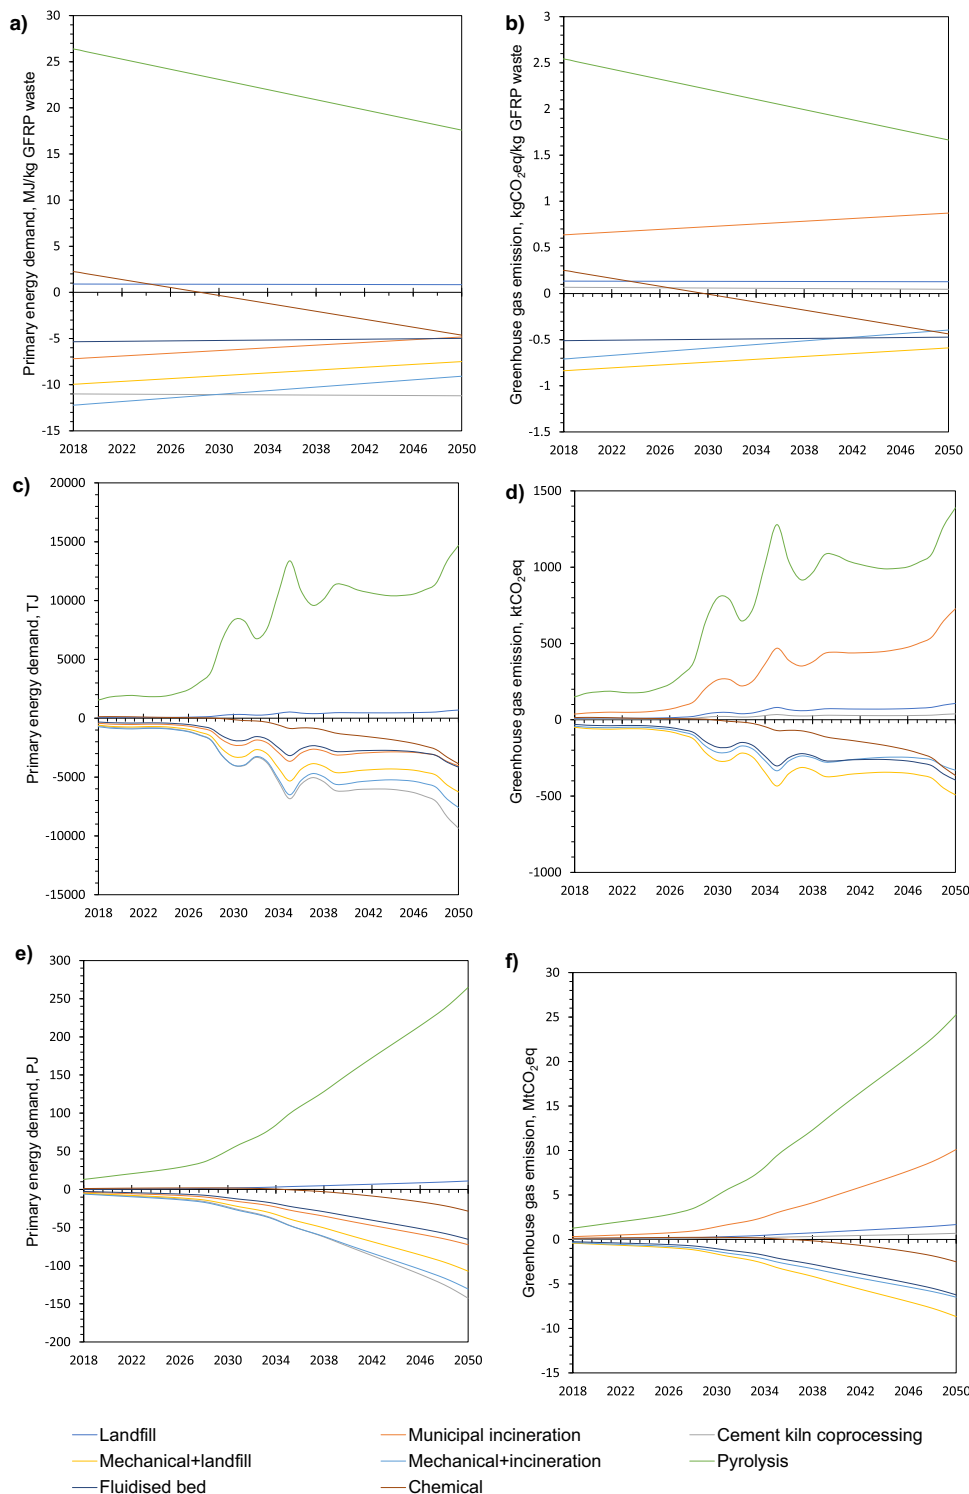 a)
Primary energy demand, MJ/kg GFRP waste
30
25
20
15
10
5
0
-5
-10
-15
2018 2022 2026 2030 2034 2038 2042 2046 2050
b)
Greenhouse gas emission, kgCO₂eq/kg GFRP waste
3
2.5
2
1.5
1
0.5
0
-0.5
-1
-1.5
2018 2022 2026 2030 2034 2038 2042 2046 2050
c)
Primary energy demand, TJ
20000
15000
10000
5000
0
-5000
-10000
-15000
2018 2022 2026 2030 2034 2038 2042 2046 2050
d)
Greenhouse gas emission, ktCO₂eq
1500
1000
500
0
-500
-1000
2018 2022 2026 2030 2034 2038 2042 2046 2050
e)
Primary energy demand, PJ
300
250
200
150
100
50
0
-50
-100
-150
-200
2018 2022 2026 2030 2034 2038 2042 2046 2050
f)
Greenhouse gas emission, MtCO₂eq
30
25
20
15
10
5
0
-5
-10
-15
2018 2022 2026 2030 2034 2038 2042 2046 2050
Landfill Municipal incineration Cement kiln coprocessing
Mechanical+landfill Mechanical+incineration Pyrolysis
Fluidised bed Chemical